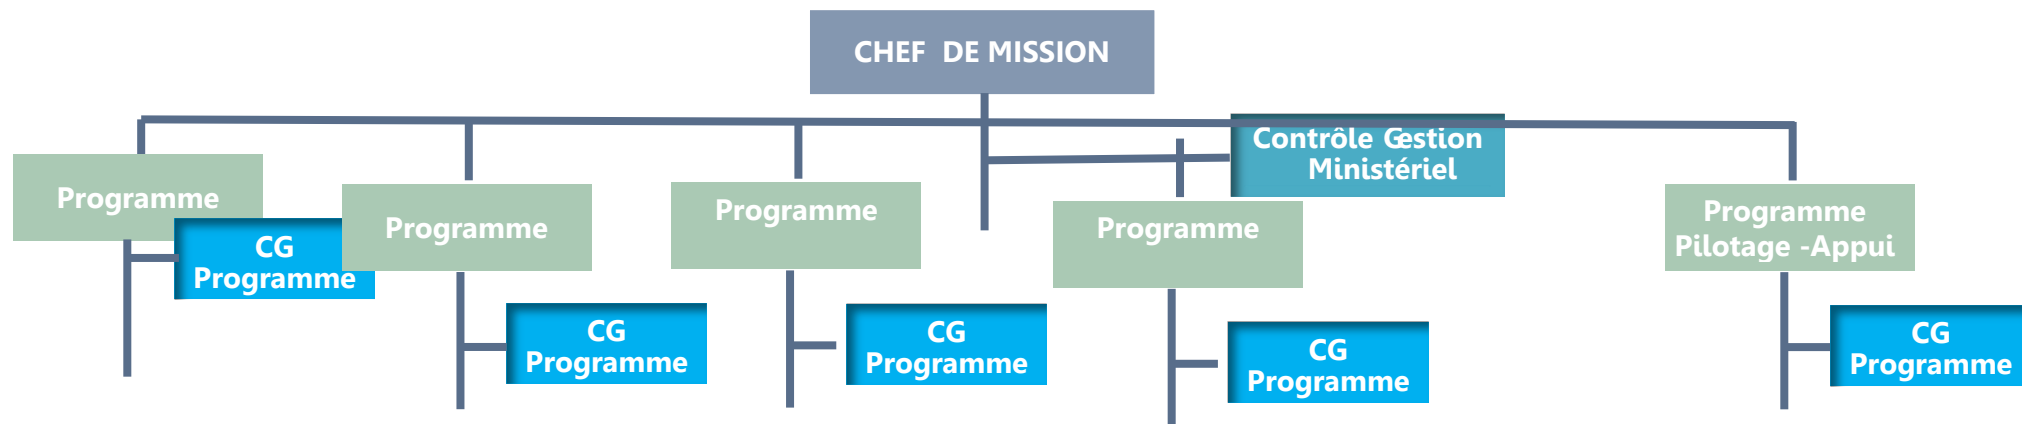 CHEF DE MISSION
Contrôle Gestion
Ministériel
Programme
CG
Programme
Programme
CG
Programme
Programme
CG
Programme
Programme
CG
Programme
Programme
Pilotage -Appui
CG
Programme